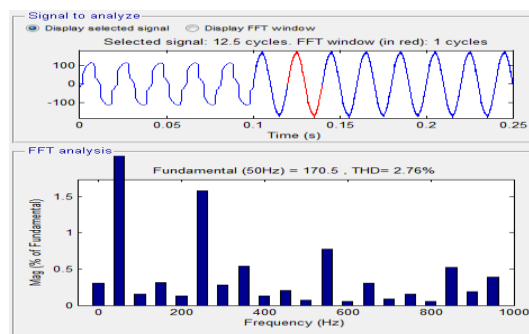 Signal to analyze
Display selected signal Display FFT window
Selected signal: 12.5 cycles. FFT window (in red): 1 cycles
100
0
-100
0 0.05 0.1 0.15 0.2 0.25
Time (s)
FFT analysis
Fundamental (50Hz) = 170.5 , THD= 2.76%
Mag (% of Fundamental)
1.5
1
0.5
0
0 200 400 600 800 1000
Frequency (Hz)